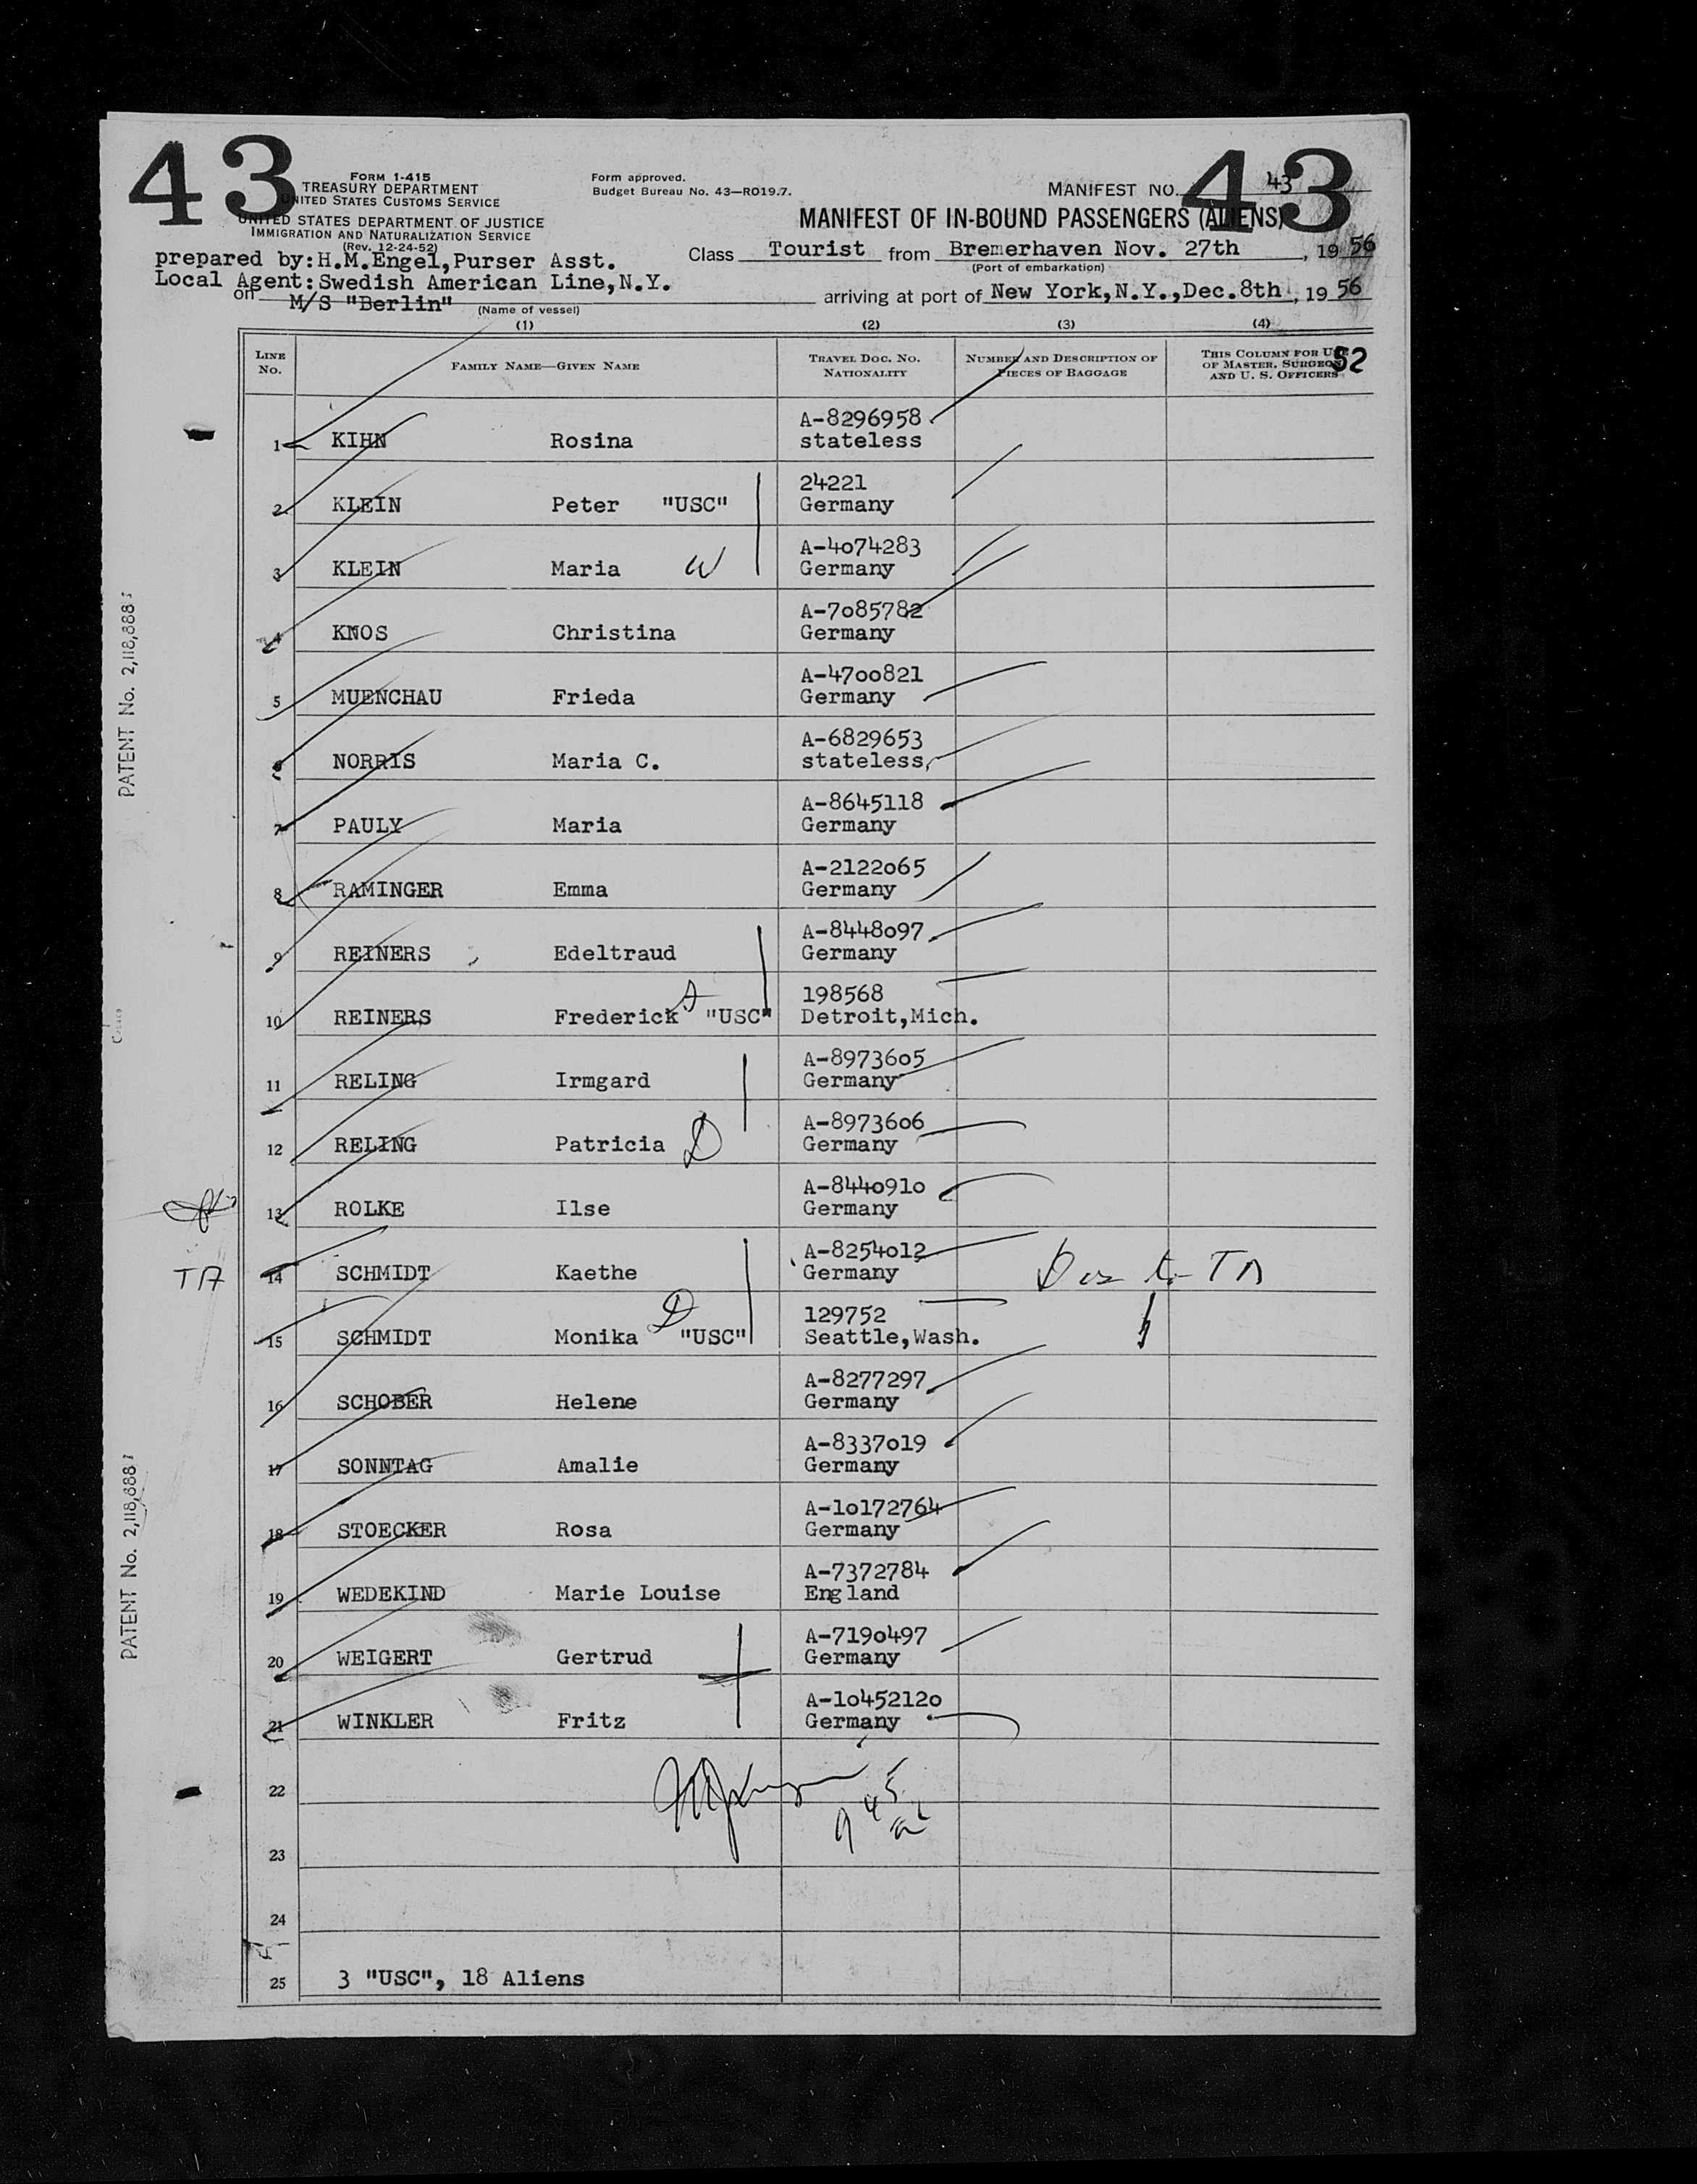 43
43
FORM I-415
TREASURY DEPARTMENT
UNITED STATES CUSTOMS SERVICE
UNITED STATES DEPARTMENT OF JUSTICE
IMMIGRATION AND NATURALIZATION SERVICE
(Rev. 12-24-52)
Form approved.
Budget Bureau No. 43—RO19.7.
MANIFEST NO. 43
MANIFEST OF IN-BOUND PASSENGERS (ALIENS)
prepared by:H.M.Engel,Purser Asst.
Class Tourist from Bremerhaven Nov. 27th, 19 56
(Port of embarkation)
Local Agent:Swedish American Line,N.Y.
on M/S "Berlin" arriving at port of New York,N.Y.,Dec.8th, 19 56
(Name of vessel)
(1) (2) (3) (4)
LINE NO. FAMILY NAME—GIVEN NAME TRAVEL DOC. NO. NATIONALITY NUMBER AND DESCRIPTION OF PIECES OF BAGGAGE THIS COLUMN FOR USE OF MASTER, SURGEON AND U. S. OFFICERS
52
A-8296958
1 KIHN Rosina stateless
24221
2 KLEIN Peter "USC" Germany
A-4074283
3 KLEIN Maria W Germany
A-7085782
4 KNOS Christina Germany
A-4700821
5 MUENCHAU Frieda Germany
A-6829653
6 NORRIS Maria C. stateless
A-8645118
7 PAULY Maria Germany
A-2122065
8 RAMINGER Emma Germany
A-8448097
9 REINERS Edeltraud Germany
198568
10 REINERS Frederick "USC" Detroit,Mich.
A-8973605
11 RELING Irmgard Germany
A-8973606
12 RELING Patricia D Germany
A-8440910
13 ROLKE Ilse Germany
A-8254012
TA 14 SCHMIDT Kaethe Germany TA
129752
15 SCHMIDT Monika D "USC" Seattle,Wash.
A-8277297
16 SCHOBER Helene Germany
A-8337019
17 SONNTAG Amalie Germany
A-10172764
18 STOECKER Rosa Germany
A-7372784
19 WEDEKIND Marie Louise England
A-7190497
20 WEIGERT Gertrud Germany
A-10452120
21 WINKLER Fritz Germany
22
945
23
24
25 3 "USC", 18 Aliens
PATENT No. 2,118,888
PATENT No. 2,118,888